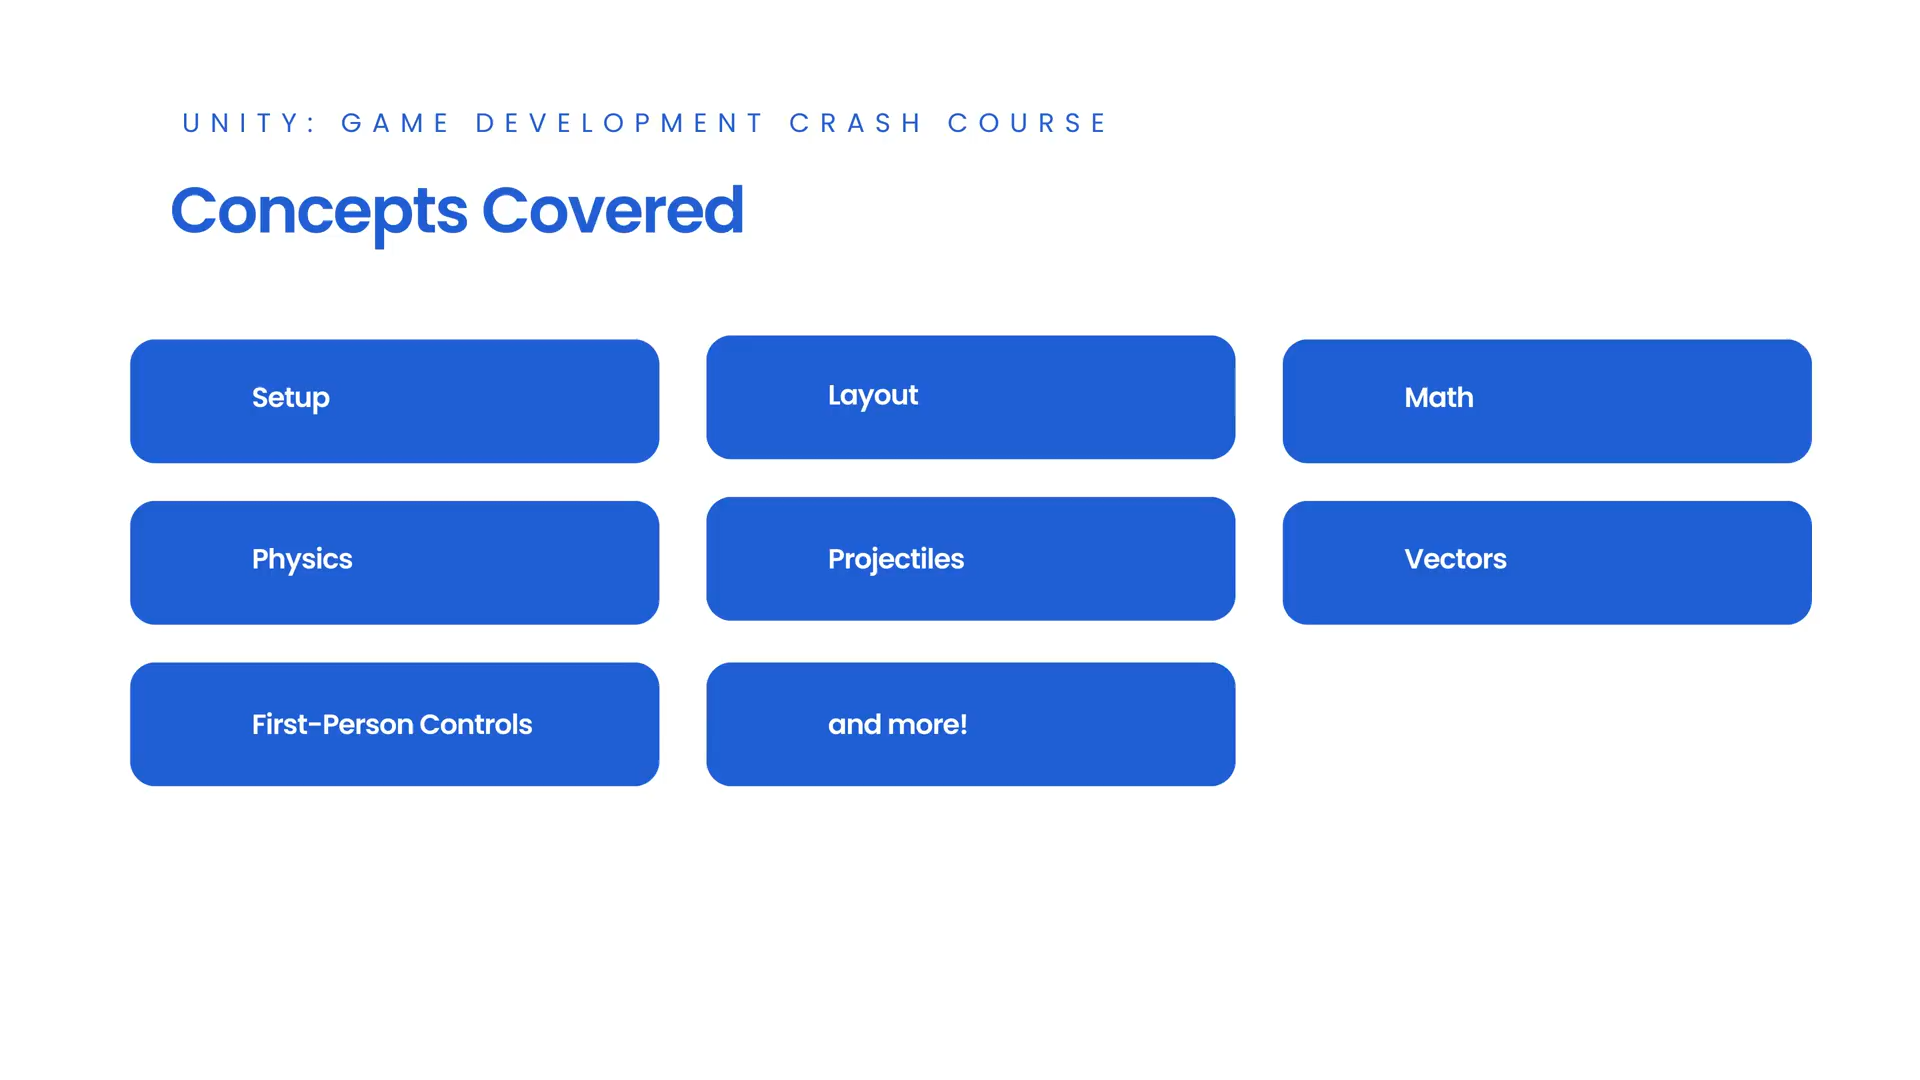 UNITY: GAME DEVELOPMENT CRASH COURSE
Concepts Covered
Setup
Layout
Math
Physics
Projectiles
Vectors
First-Person Controls
and more!